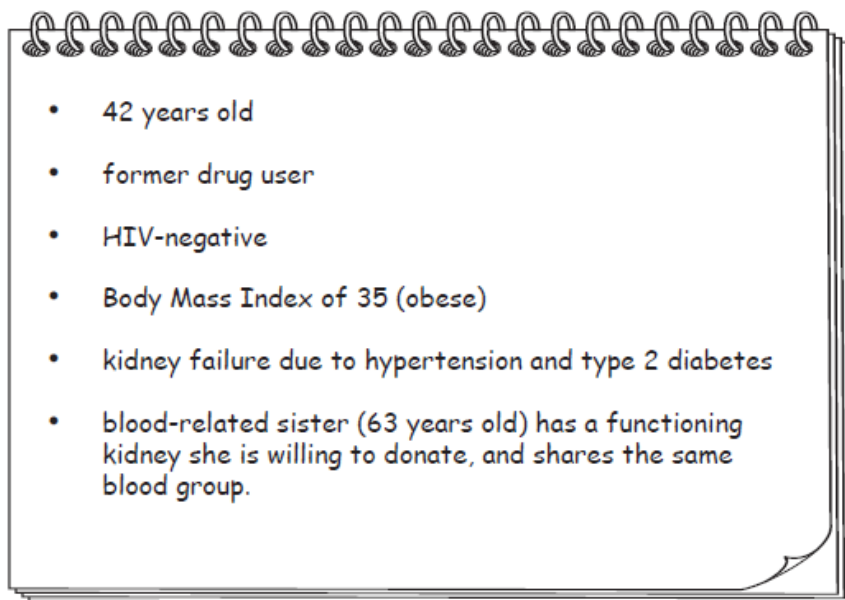 • 42 years old
• former drug user
• HIV-negative
• Body Mass Index of 35 (obese)
• kidney failure due to hypertension and type 2 diabetes
• blood-related sister (63 years old) has a functioning
kidney she is willing to donate, and shares the same
blood group.